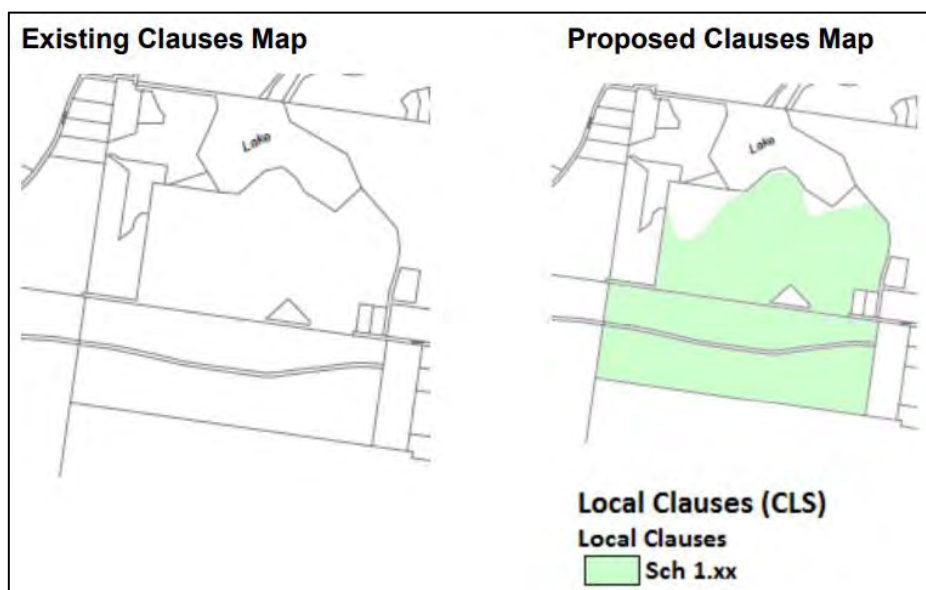 Existing Clauses Map
Proposed Clauses Map
Lake
Lake
Local Clauses (CLS)
Local Clauses
Sch 1.xx